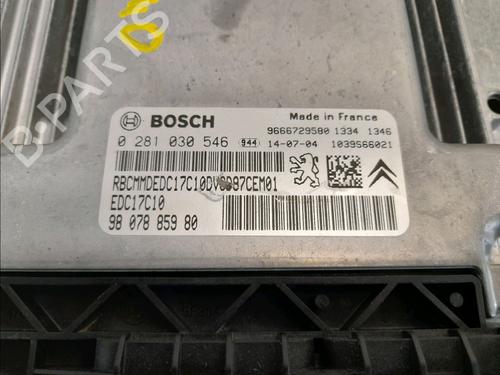 B-PARTS
BOSCH
Made in France
0 281 030 546 944
9666729580 1334 1346
14-07-04 1039S66021
EDC17C10
98 078 859 80